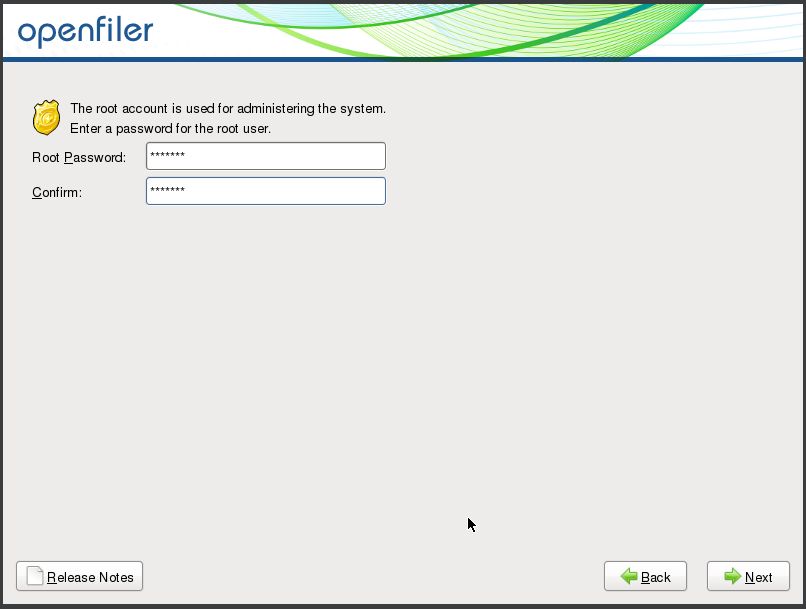 openfiler
The root account is used for administering the system.
Enter a password for the root user.
Root Password: *******
Confirm: *******
Release Notes
Back
Next